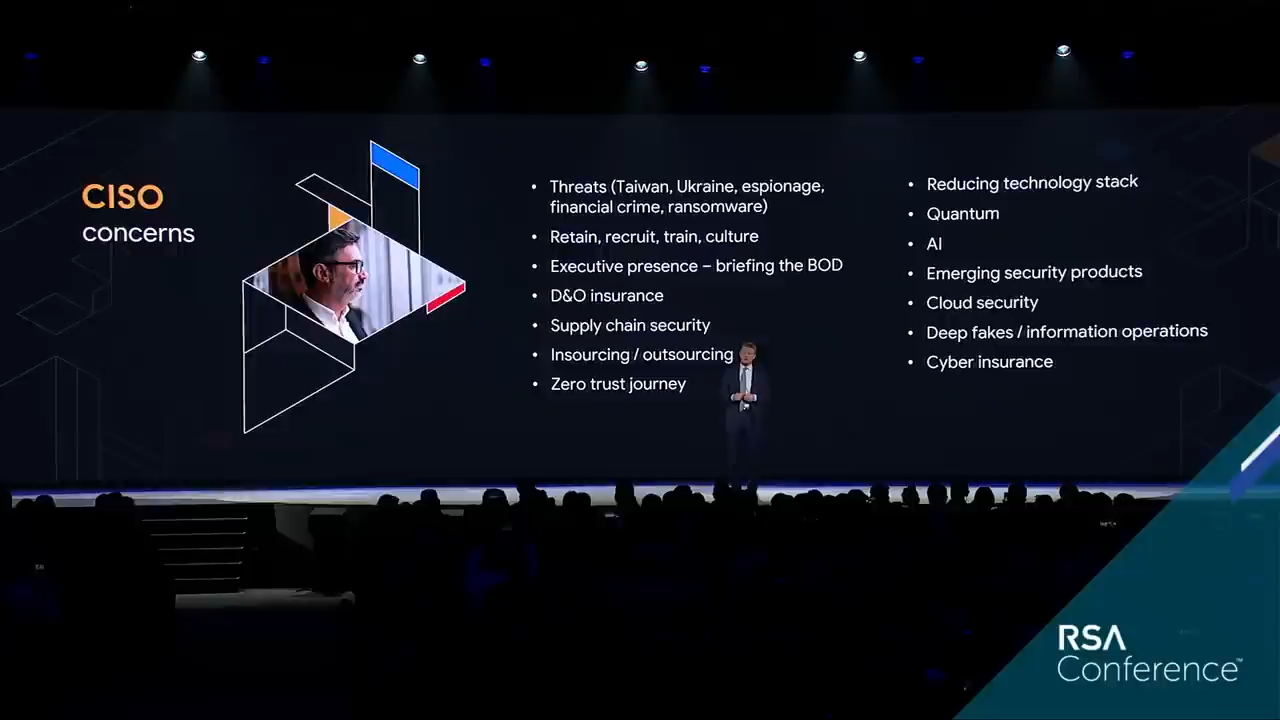 CISO
concerns
• Threats (Taiwan, Ukraine, espionage,
financial crime, ransomware)
• Retain, recruit, train, culture
• Executive presence – briefing the BOD
• D&O insurance
• Supply chain security
• Insourcing / outsourcing
• Zero trust journey
• Reducing technology stack
• Quantum
• AI
• Emerging security products
• Cloud security
• Deep fakes / information operations
• Cyber insurance
RSA
Conference™